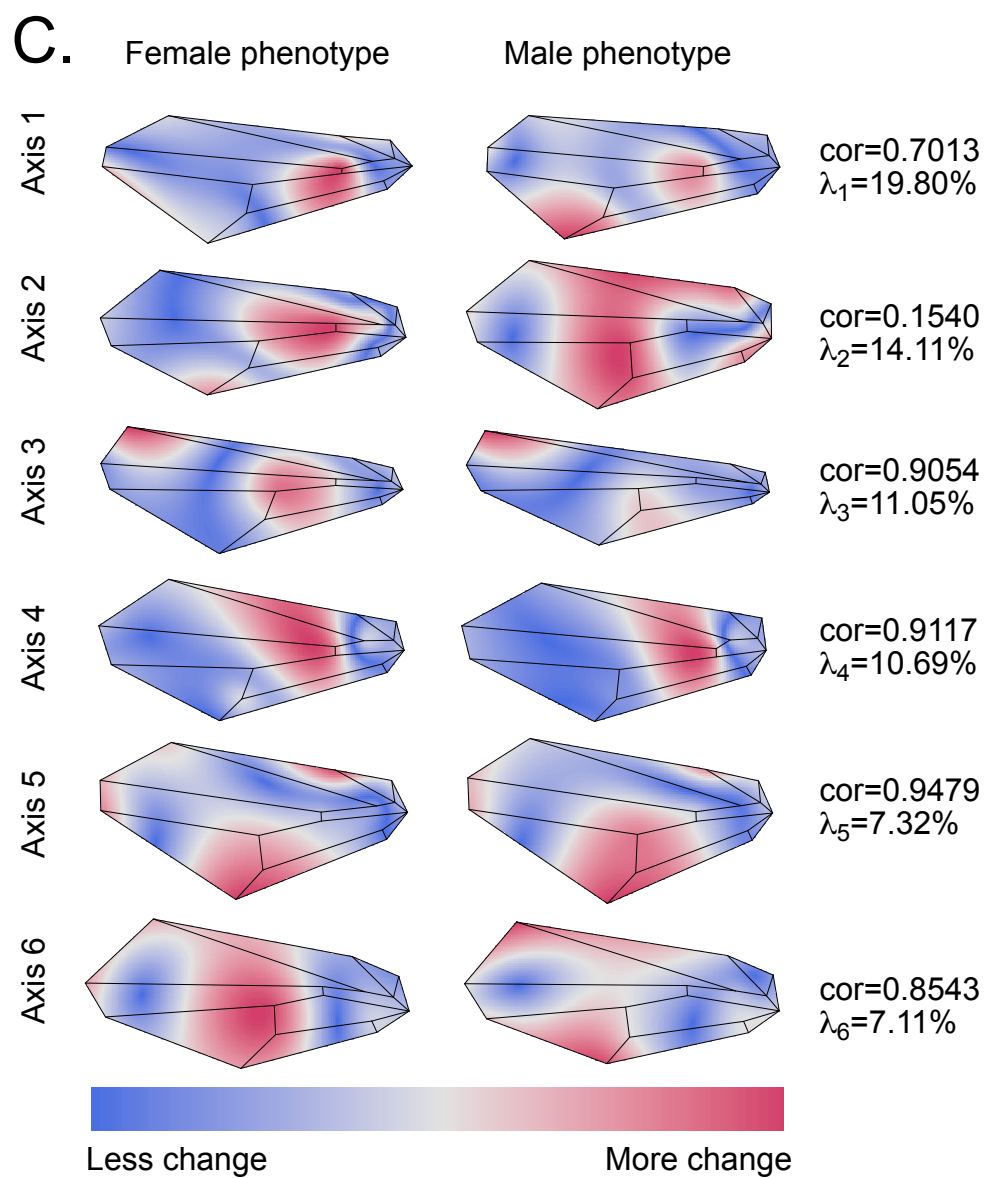 C.
Female phenotype
Male phenotype
Axis 1
cor=0.7013
λ1=19.80%
Axis 2
cor=0.1540
λ2=14.11%
Axis 3
cor=0.9054
λ3=11.05%
Axis 4
cor=0.9117
λ4=10.69%
Axis 5
cor=0.9479
λ5=7.32%
Axis 6
cor=0.8543
λ6=7.11%
Less change
More change